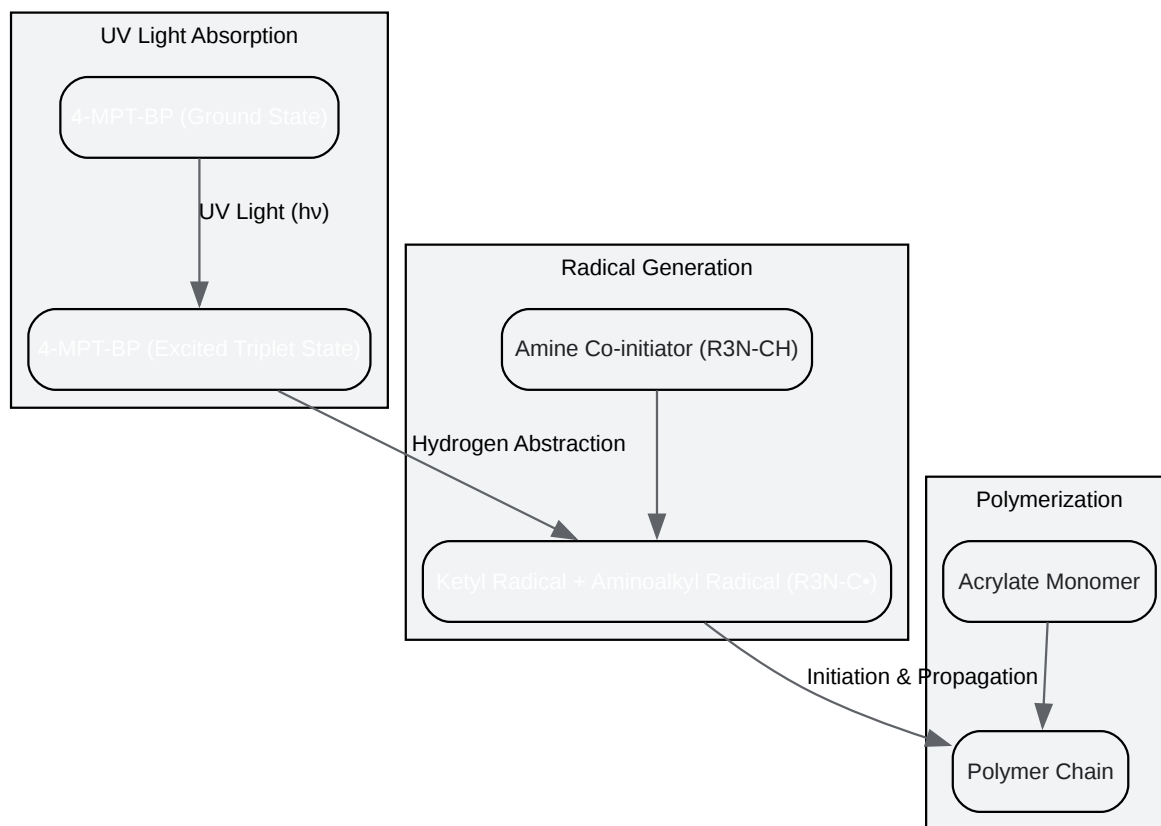 UV Light Absorption
4-MPT-BP (Ground State)
UV Light (hν)
4-MPT-BP (Excited Triplet State)
Radical Generation
Amine Co-initiator (R3N-CH)
Hydrogen Abstraction
Ketyl Radical + Aminoalkyl Radical (R3N-C•)
Polymerization
Acrylate Monomer
Initiation & Propagation
Polymer Chain